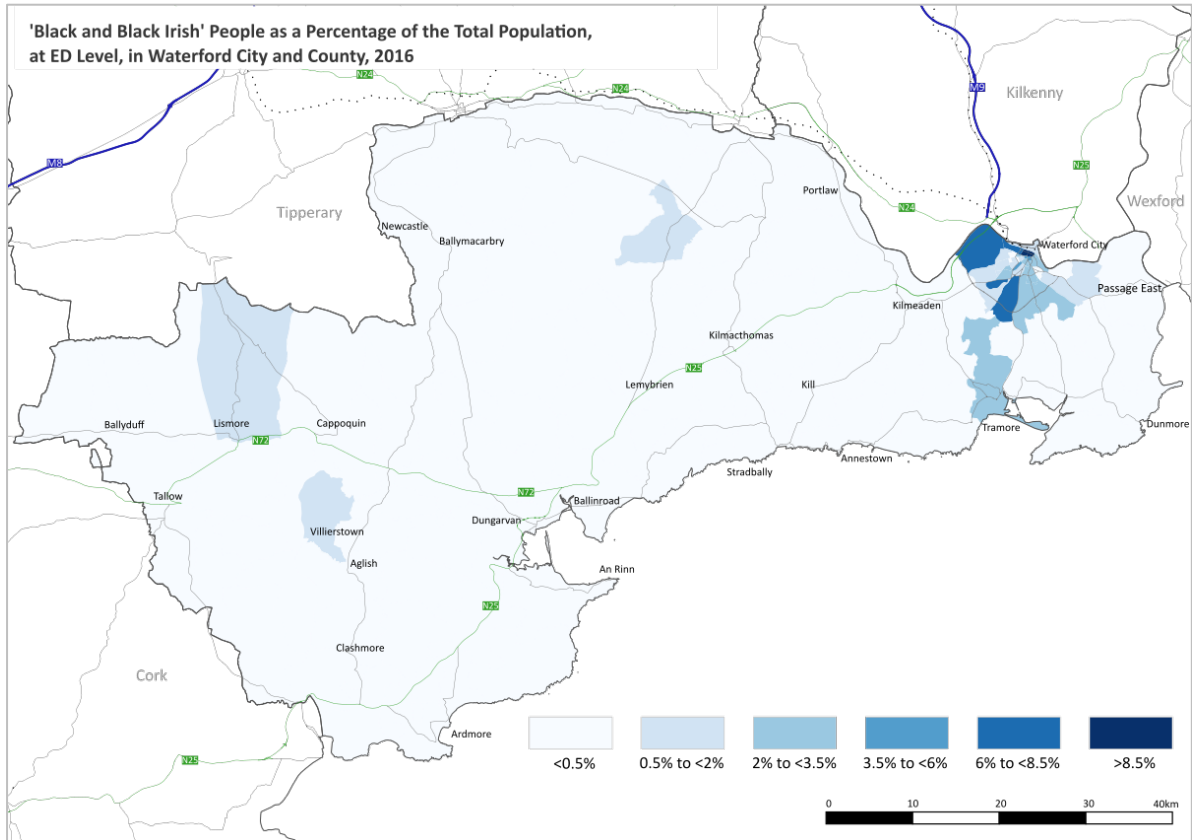 'Black and Black Irish' People as a Percentage of the Total Population,
at ED Level, in Waterford City and County, 2016
N24
N24
M9
Kilkenny
M8
N25
Portlaw
Tipperary
N24
Wexford
Newcastle
Ballymacarbry
Waterford City
Passage East
Kilmeaden
Kilmacthomas
N25
Lemybrien
Kill
Ballyduff
Lismore
Cappoquin
Tramore
Dunmore
N72
Annestown
Stradbally
Tallow
N72
Ballinroad
Dungarvan
Villierstown
Aglish
An Rinn
N25
Clashmore
Cork
Ardmore
N25
<0.5%
0.5% to <2%
2% to <3.5%
3.5% to <6%
6% to <8.5%
>8.5%
0 10 20 30 40km